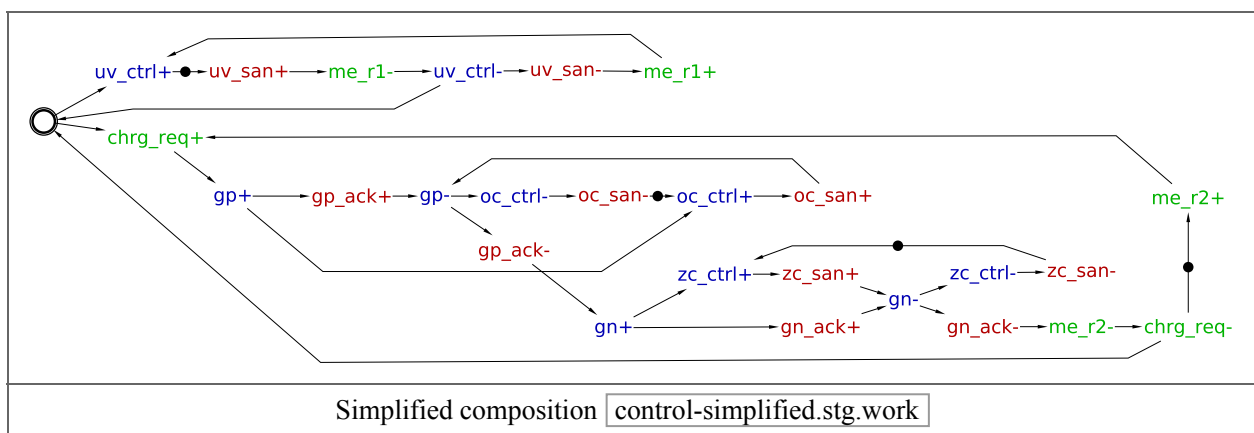 uv_ctrl+ uv_san+ me_r1- uv_ctrl- uv_san- me_r1+
chrg_req+
gp+ gp_ack+ gp- oc_ctrl- oc_san- oc_ctrl+ oc_san+ me_r2+
gp_ack-
zc_ctrl+ zc_san+ zc_ctrl- zc_san-
gn-
gn+ gn_ack+ gn_ack- me_r2- chrg_req-
Simplified composition control-simplified.stg.work